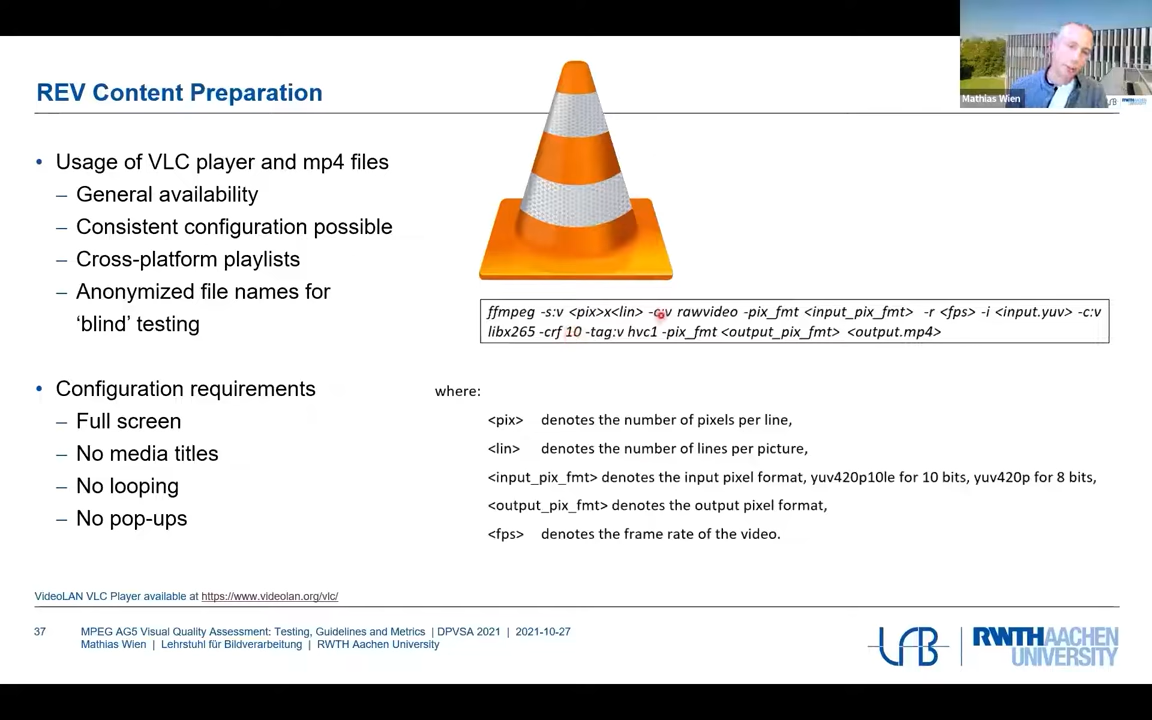 Mathias Wien
REV Content Preparation
• Usage of VLC player and mp4 files
– General availability
– Consistent configuration possible
– Cross-platform playlists
– Anonymized file names for
‘blind’ testing
• Configuration requirements
– Full screen
– No media titles
– No looping
– No pop-ups
ffmpeg -s:v <pix>x<lin> -c:v rawvideo -pix_fmt <input_pix_fmt> -r <fps> -i <input.yuv> -c:v
libx265 -crf 10 -tag:v hvc1 -pix_fmt <output_pix_fmt> <output.mp4>
where:
<pix> denotes the number of pixels per line,
<lin> denotes the number of lines per picture,
<input_pix_fmt> denotes the input pixel format, yuv420p10le for 10 bits, yuv420p for 8 bits,
<output_pix_fmt> denotes the output pixel format,
<fps> denotes the frame rate of the video.
VideoLAN VLC Player available at https://www.videolan.org/vlc/
37 MPEG AG5 Visual Quality Assessment: Testing, Guidelines and Metrics | DPVSA 2021 | 2021-10-27
Mathias Wien | Lehrstuhl für Bildverarbeitung | RWTH Aachen University
LfB
RWTH AACHEN
UNIVERSITY